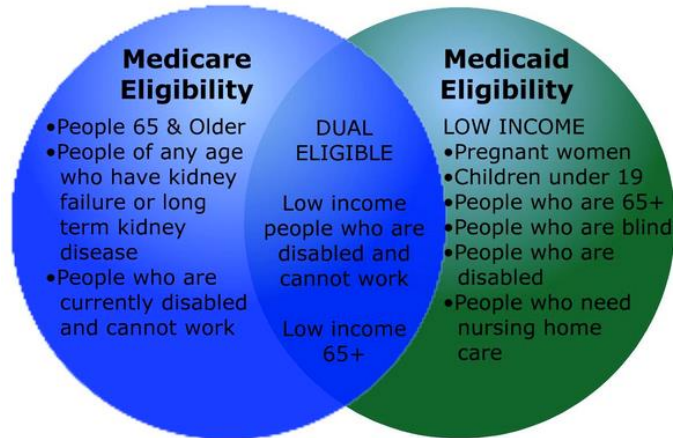 Medicare
Eligibility
•People 65 & Older
•People of any age
who have kidney
failure or long
term kidney
disease
•People who are
currently disabled
and cannot work
DUAL
ELIGIBLE
Low income
people who are
disabled and
cannot work
Low income
65+
Medicaid
Eligibility
LOW INCOME
•Pregnant women
•Children under 19
•People who are 65+
•People who are blind
•People who are
disabled
•People who need
nursing home
care